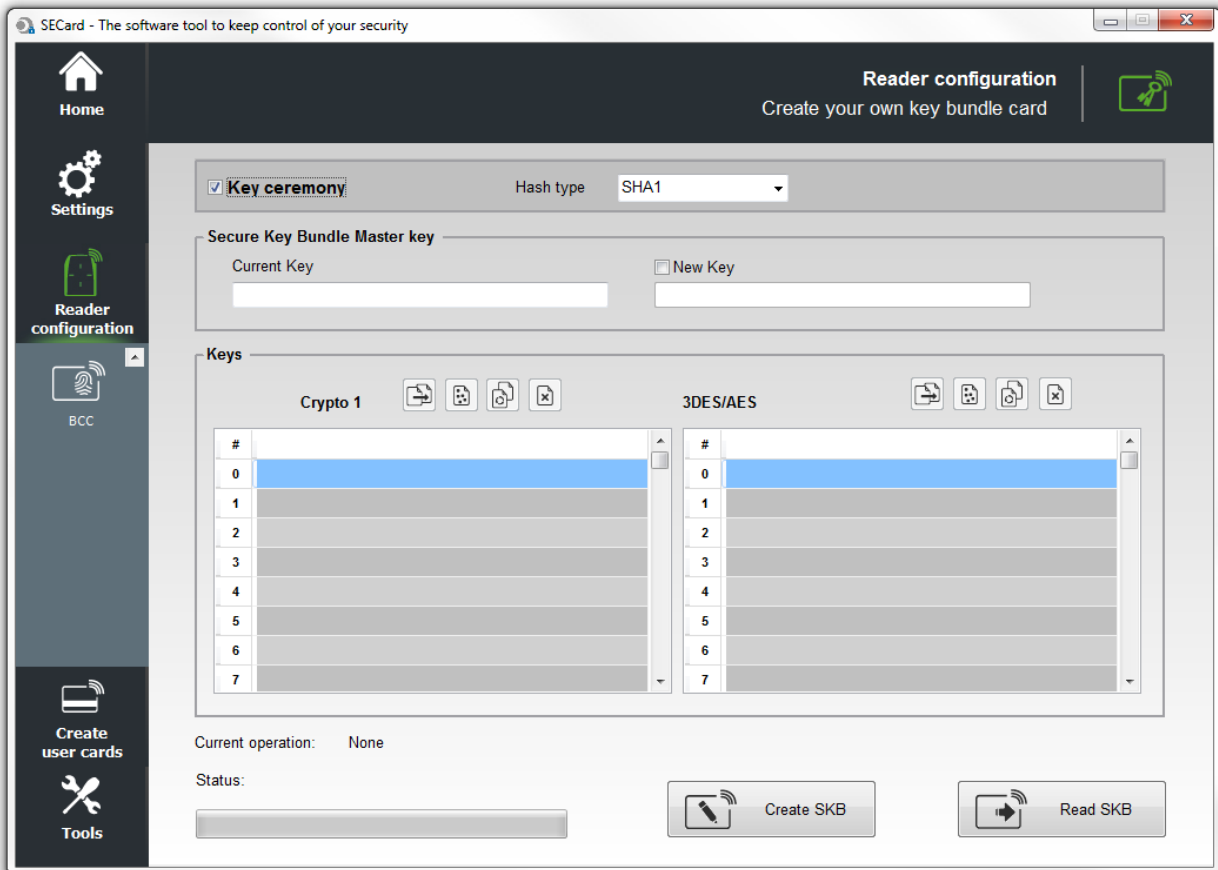 SECard - The software tool to keep control of your security
Home
Reader configuration
Create your own key bundle card
Settings
Reader
configuration
BCC
Create
user cards
Tools
Key ceremony
Hash type
SHA1
Secure Key Bundle Master key
Current Key
New Key
Keys
Crypto 1
3DES/AES
#
0
1
2
3
4
5
6
7
#
0
1
2
3
4
5
6
7
Current operation: None
Status:
Create SKB
Read SKB